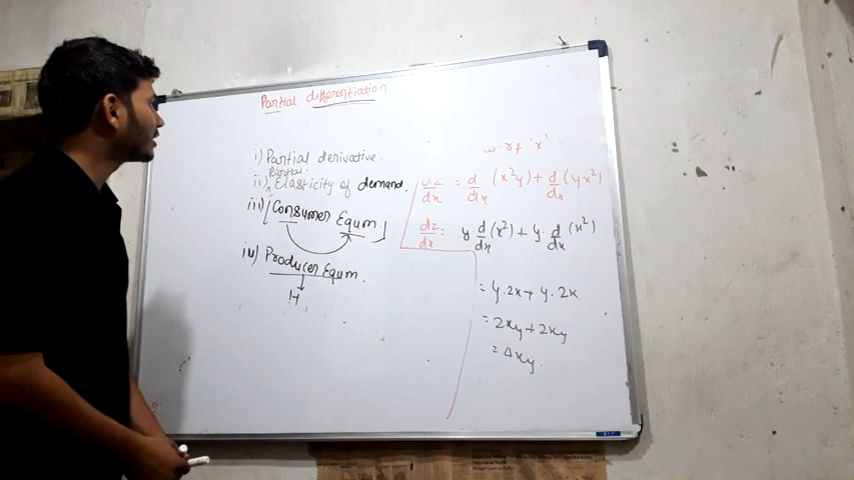 Partial differentiation
i) Partial derivative.
Partial
ii) Elasticity of demand.
iii) [Consumer Equm]
iv) Producer Equm.
w.r.t 'x'
= d/dx (x²y) + d/dx (yx²)
dz/dx = y d/dx (x²) + y. d/dx (x²)
= y.2x + y.2x
= 2xy + 2xy
= 4xy.